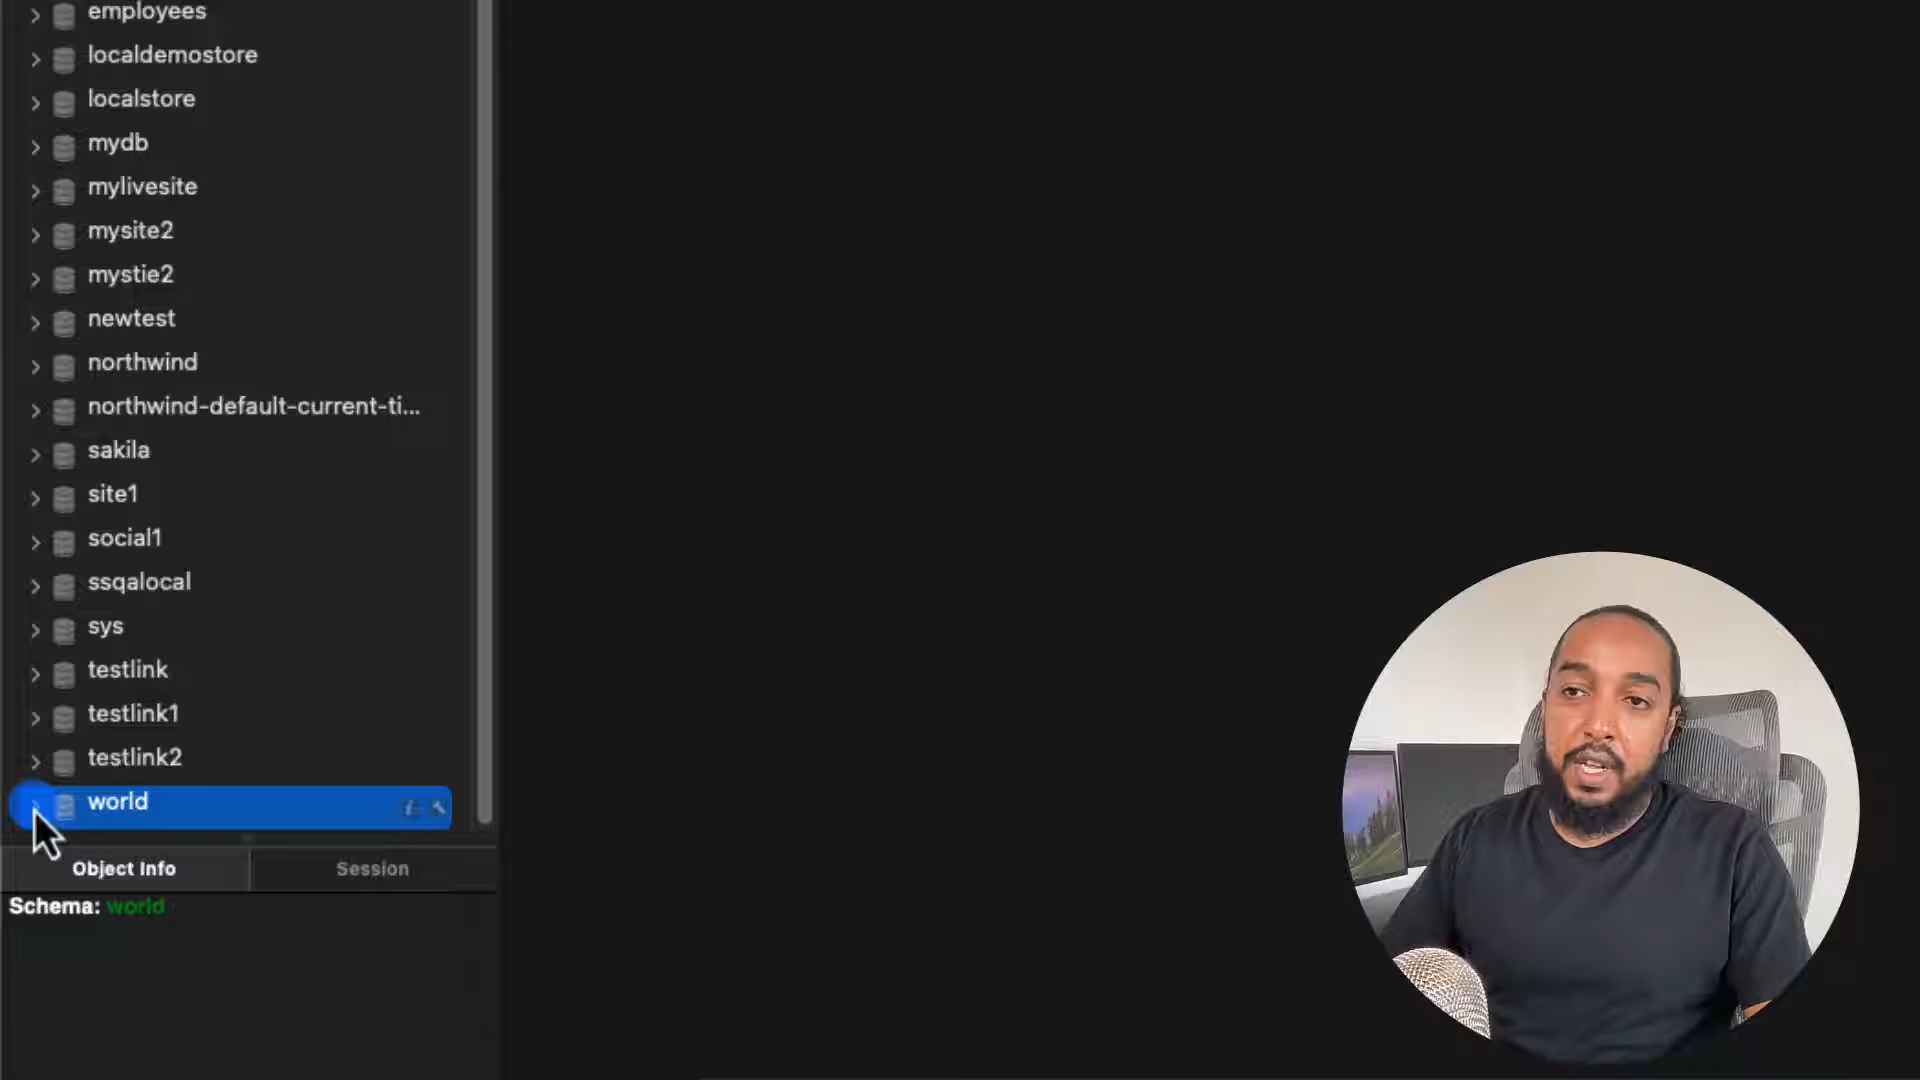 employees
localdemostore
localstore
mydb
mylivesite
mysite2
mystie2
newtest
northwind
northwind-default-current-ti...
sakila
site1
social1
ssqalocal
sys
testlink
testlink1
testlink2
world
Object Info
Session
Schema: world